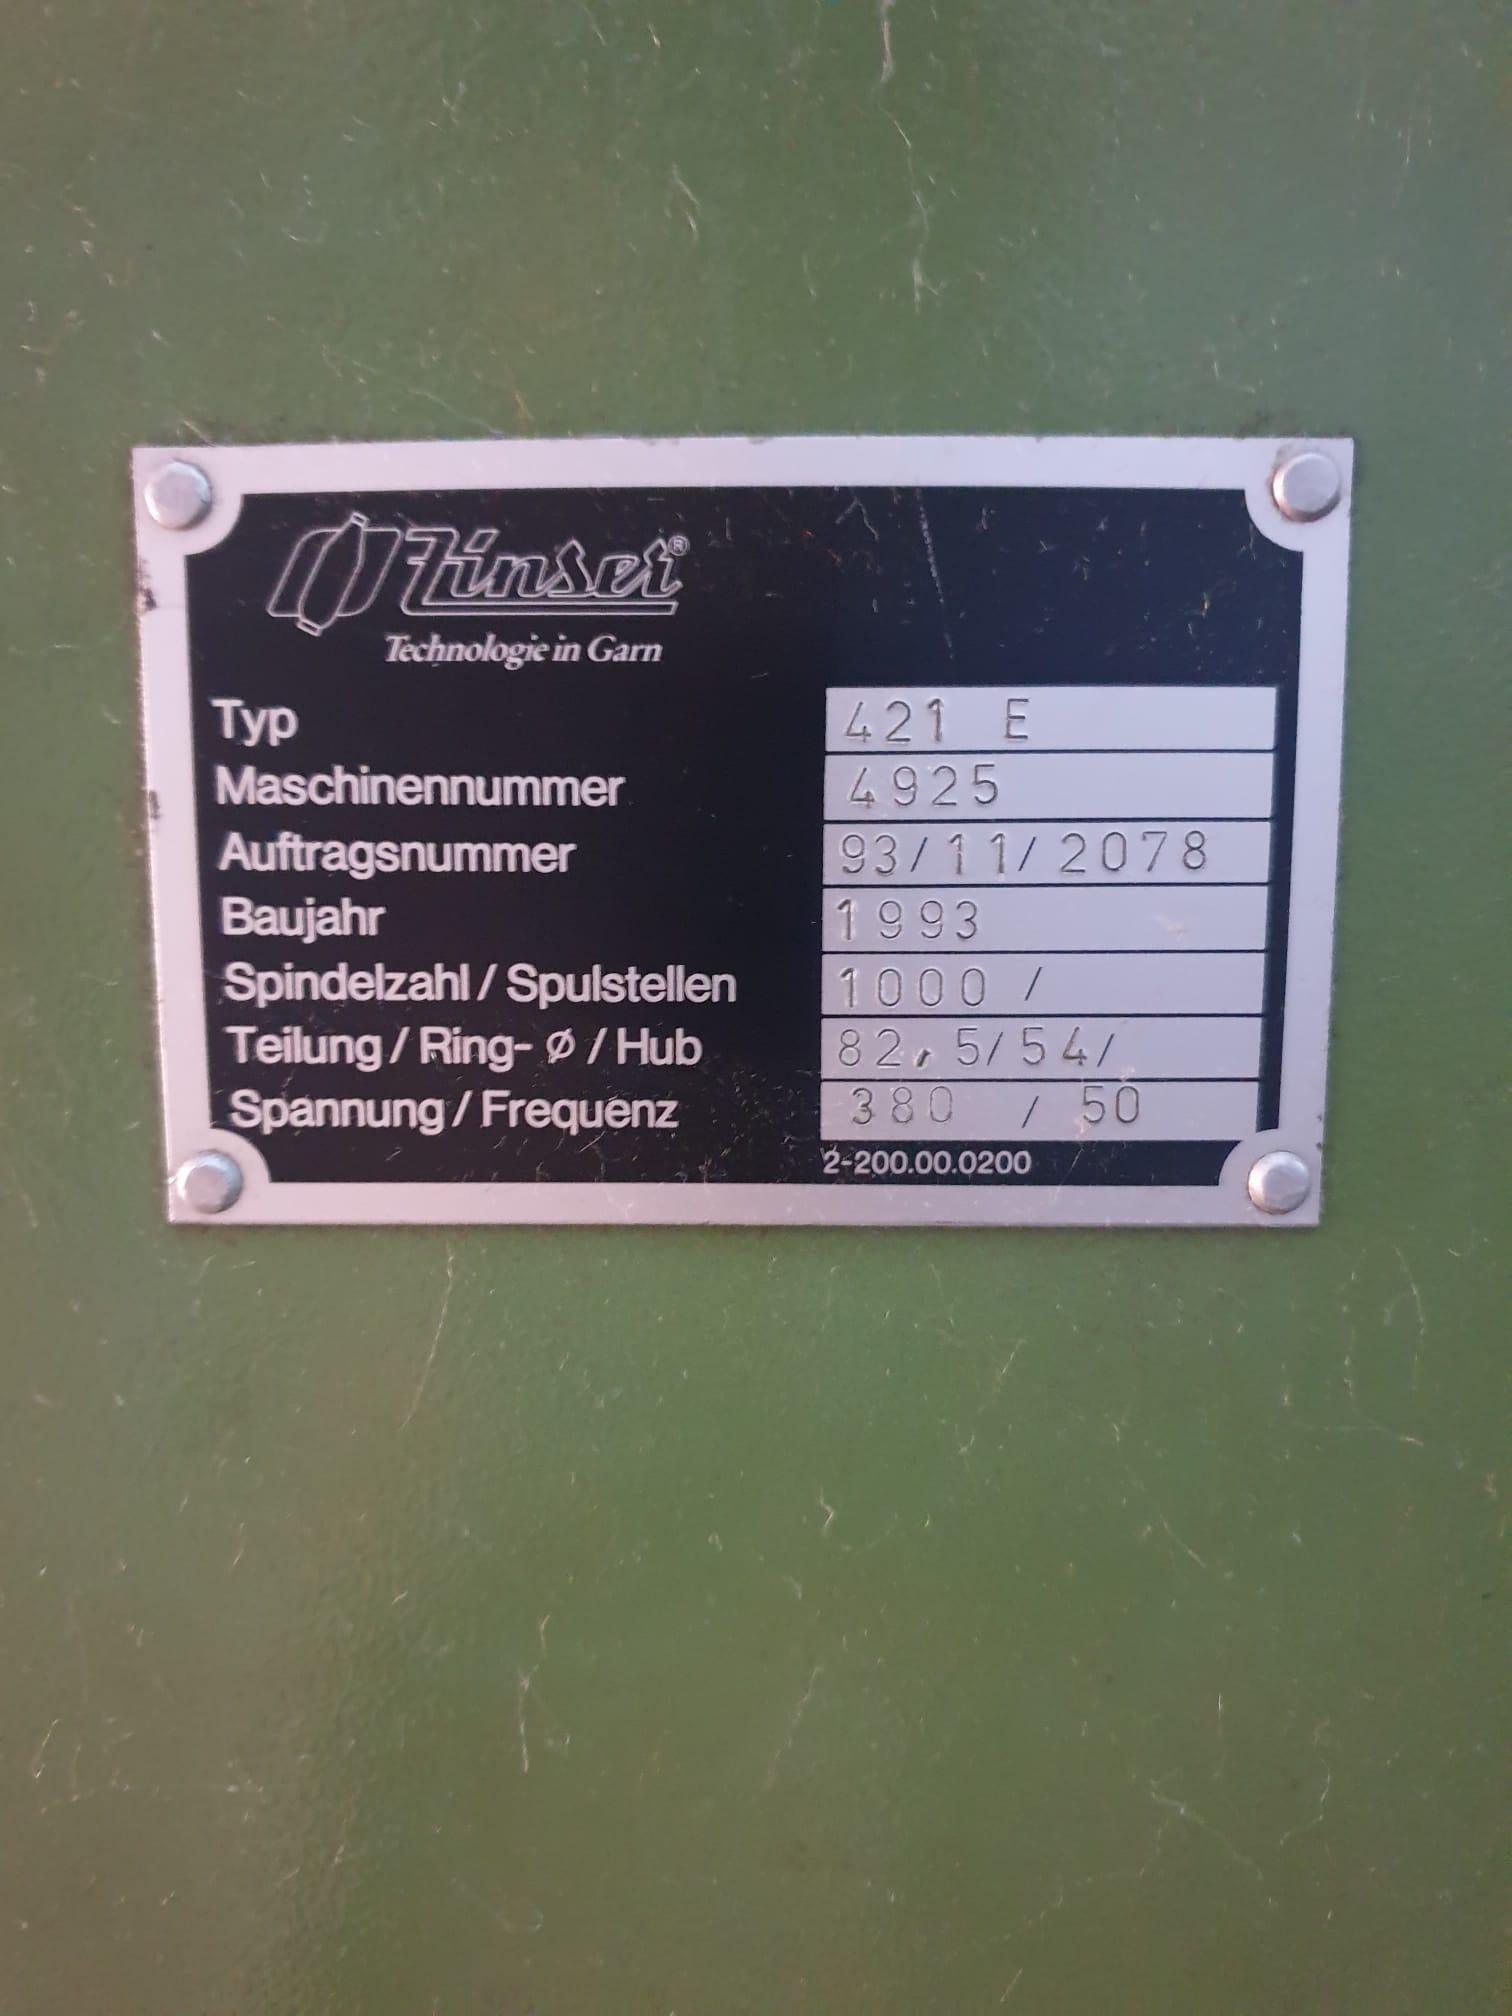 Zinser®
Technologie in Garn
Typ 421 E
Maschinennummer 4925
Auftragsnummer 93/11/2078
Baujahr 1993
Spindelzahl / Spulstellen 1000 /
Teilung / Ring- Ø / Hub 82,5/54/
Spannung / Frequenz 380 / 50
2-200.00.0200